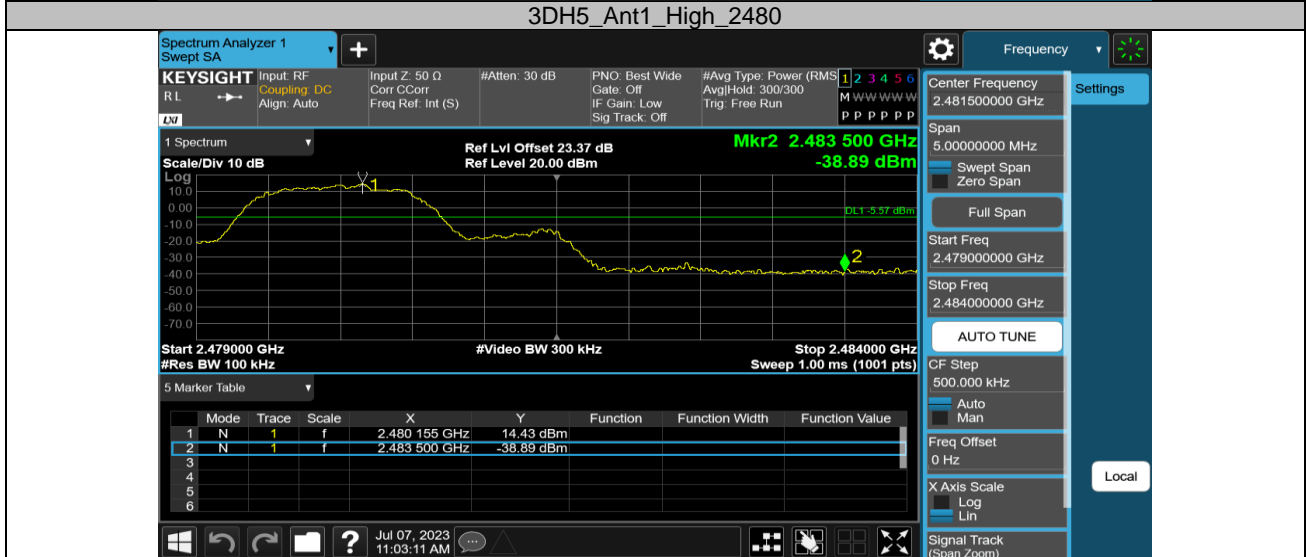 3DH5_Ant1_High_2480
Spectrum Analyzer 1
Swept SA
Frequency
KEYSIGHT
RL
LXI
Input: RF
Coupling: DC
Align: Auto
Input Z: 50 Ω
Corr CCorr
Freq Ref: Int (S)
#Atten: 30 dB
PNO: Best Wide
Gate: Off
IF Gain: Low
Sig Track: Off
#Avg Type: Power (RMS
Avg|Hold: 300/300
Trig: Free Run
1 2 3 4 5 6
M W W W W W
P P P P P P
1 Spectrum
Scale/Div 10 dB
Ref Lvl Offset 23.37 dB
Ref Level 20.00 dBm
Mkr2 2.483 500 GHz
-38.89 dBm
Log
10.0
0.00
-10.0
-20.0
-30.0
-40.0
-50.0
-60.0
-70.0
1
DL1 -5.57 dBm
2
Start 2.479000 GHz
#Res BW 100 kHz
#Video BW 300 kHz
Stop 2.484000 GHz
Sweep 1.00 ms (1001 pts)
5 Marker Table
Mode Trace Scale X Y Function Function Width Function Value
1 N 1 f 2.480 155 GHz 14.43 dBm
2 N 1 f 2.483 500 GHz -38.89 dBm
3
4
5
6
Jul 07, 2023
11:03:11 AM
Center Frequency
2.481500000 GHz
Span
5.00000000 MHz
Swept Span
Zero Span
Full Span
Start Freq
2.479000000 GHz
Stop Freq
2.484000000 GHz
AUTO TUNE
CF Step
500.000 kHz
Auto
Man
Freq Offset
0 Hz
X Axis Scale
Log
Lin
Signal Track
(Span Zoom)
Settings
Local